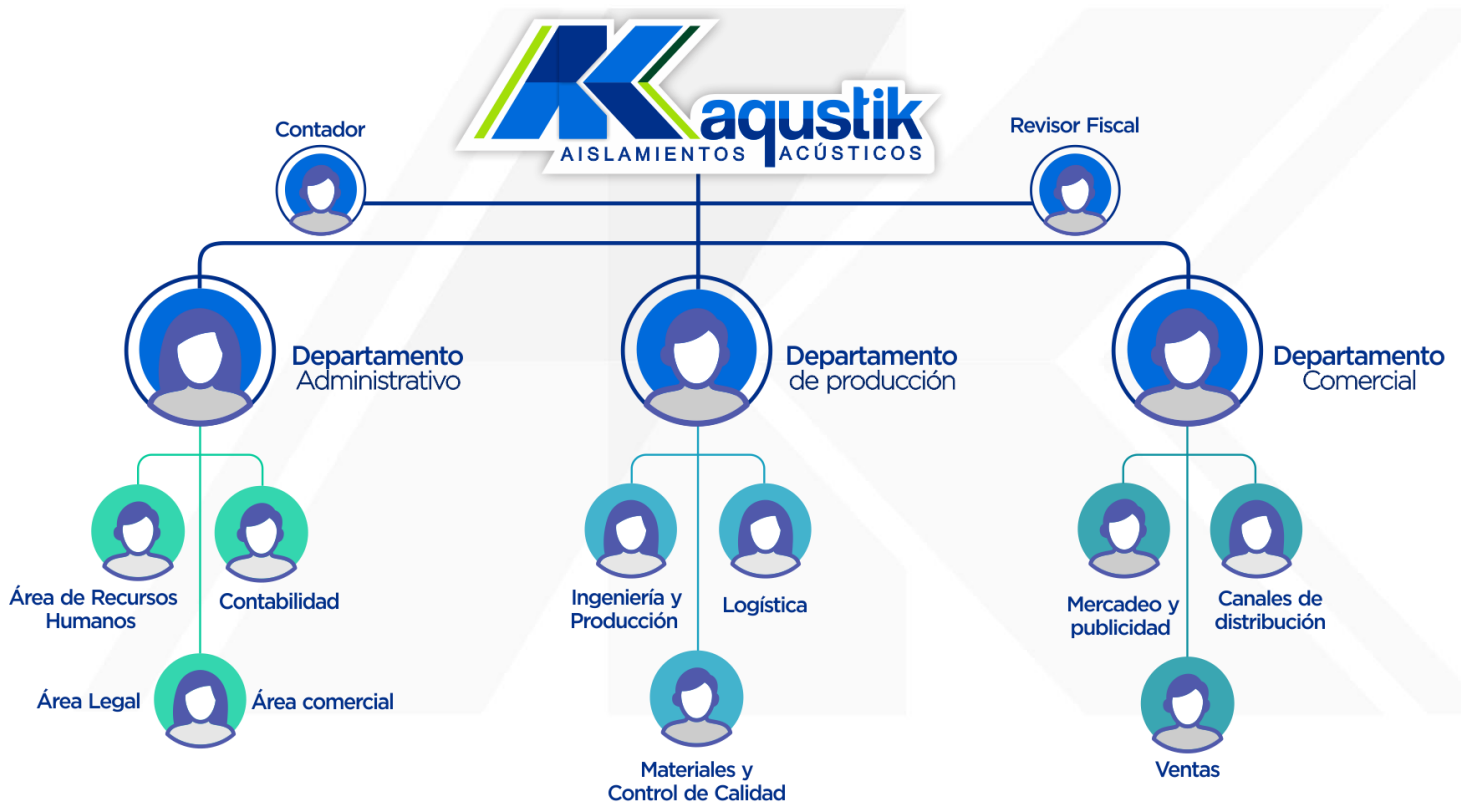 aqustik
AISLAMIENTOS ACÚSTICOS
Contador
Revisor Fiscal
Departamento
Administrativo
Departamento
de producción
Departamento
Comercial
Área de Recursos
Humanos
Contabilidad
Ingeniería y
Producción
Logística
Mercadeo y
publicidad
Canales de
distribución
Área Legal
Área comercial
Materiales y
Control de Calidad
Ventas